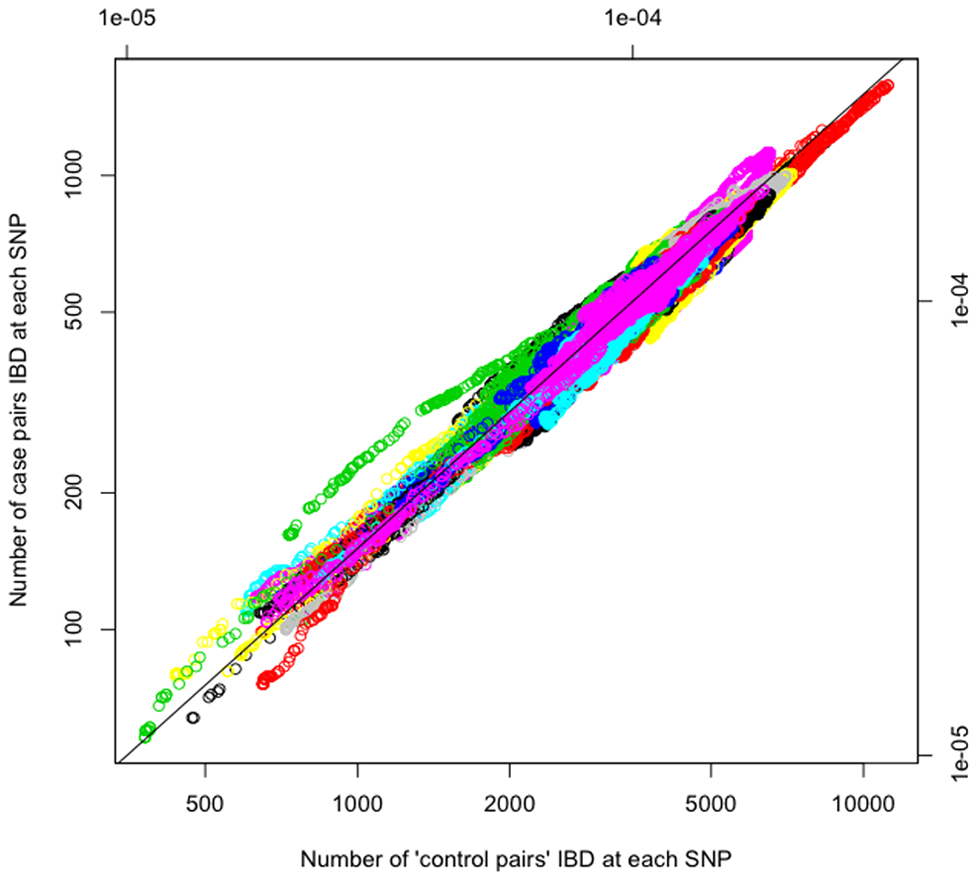 1e-05 1e-04
Number of case pairs IBD at each SNP
1000
500
200
100
1e-04
1e-05
500 1000 2000 5000 10000
Number of 'control pairs' IBD at each SNP